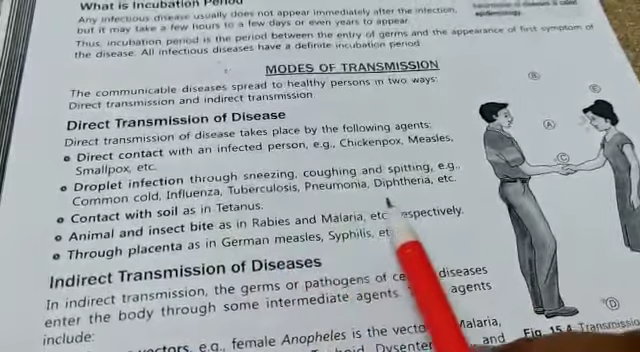 What is Incubation Period
Any infectious disease usually does not appear immediately after the infection,
but it may take a few hours to a few days or even years to appear.
Thus, incubation period is the period between the entry of germs and the appearance of first symptom of
the disease. All infectious diseases have a definite incubation period
MODES OF TRANSMISSION
The communicable diseases spread to healthy persons in two ways:
Direct transmission and indirect transmission
Direct Transmission of Disease
Direct transmission of disease takes place by the following agents:
Direct contact with an infected person, e.g., Chickenpox, Measles,
Smallpox, etc.
Droplet infection through sneezing, coughing and spitting, e.g.,
Common cold, Influenza, Tuberculosis, Pneumonia, Diphtheria, etc.
Contact with soil as in Tetanus.
Animal and insect bite as in Rabies and Malaria, etc respectively.
Through placenta as in German measles, Syphilis, et
Indirect Transmission of Diseases
In indirect transmission, the germs or pathogens of ce diseases
enter the body through some intermediate agents. agents
include:
vectors, e.g., female Anopheles is the vecto Malaria,
Dysenter and
B
E
A
C
D
Fig. 15.4 Transmissio